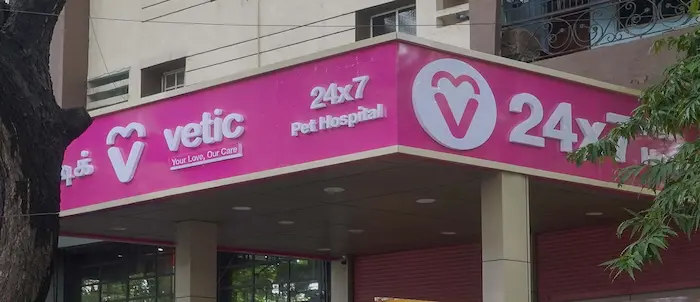 டிக்
vetic
Your Love, Our Care
24x7
Pet Hospital
24x7